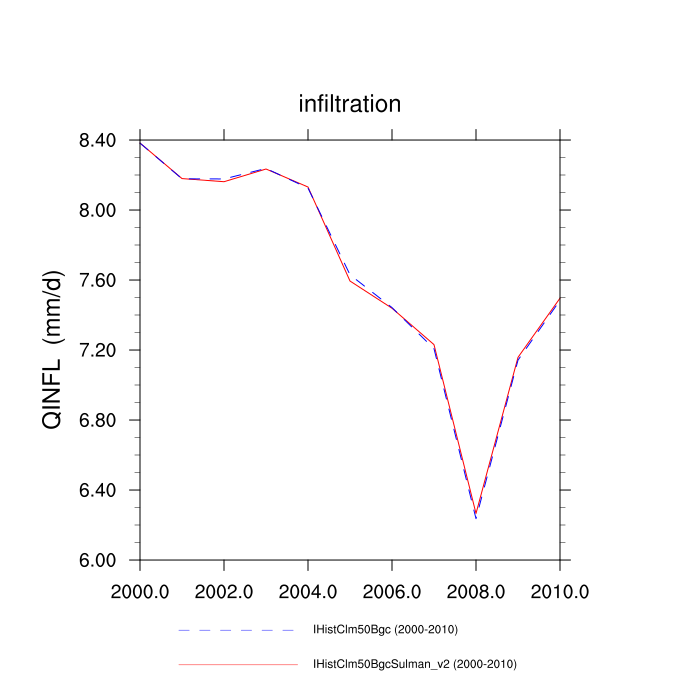 infiltration
8.40
8.00
7.60
7.20
6.80
6.40
6.00
QINFL (mm/d)
2000.0 2002.0 2004.0 2006.0 2008.0 2010.0
IHistClm50Bgc (2000-2010)
IHistClm50BgcSulman_v2 (2000-2010)